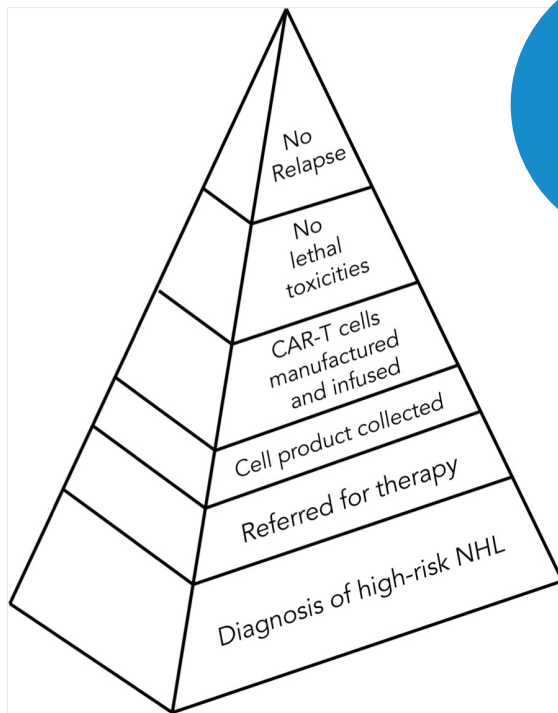 No
Relapse
No
lethal
toxicities
CAR-T cells
manufactured
and infused
Cell product collected
Referred for therapy
Diagnosis of high-risk NHL